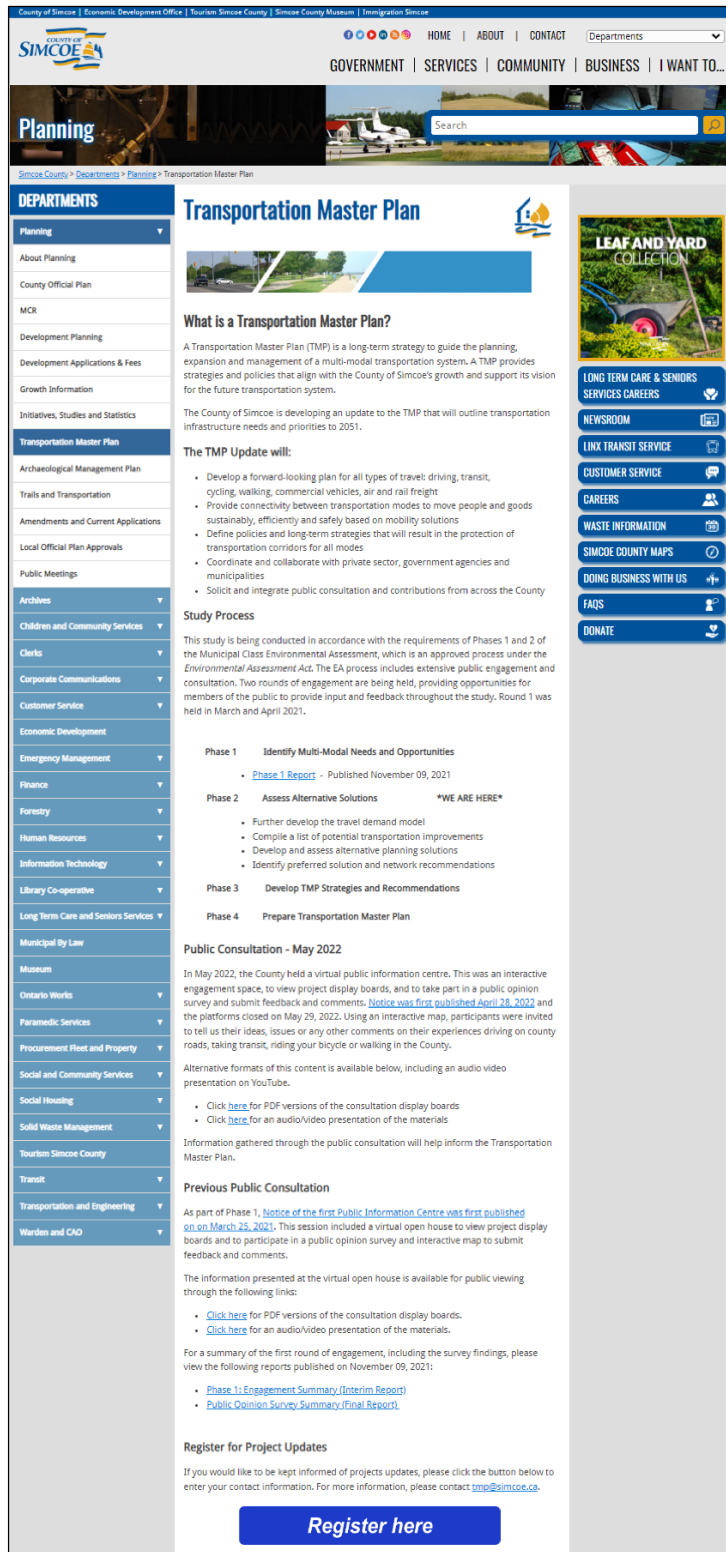 County of Simcoe | Economic Development Office | Tourism Simcoe County | Simcoe County Museum | Immigration Simcoe
COUNTY OF
SIMCOE
HOME | ABOUT | CONTACT
Departments
GOVERNMENT | SERVICES | COMMUNITY | BUSINESS | I WANT TO...
Planning
Search
Simcoe County > Departments > Planning > Transportation Master Plan
DEPARTMENTS
Planning
About Planning
County Official Plan
MCR
Development Planning
Development Applications & Fees
Growth Information
Initiatives, Studies and Statistics
Transportation Master Plan
Archaeological Management Plan
Trails and Transportation
Amendments and Current Applications
Local Official Plan Approvals
Public Meetings
Archives
Children and Community Services
Clerks
Corporate Communications
Customer Service
Economic Development
Emergency Management
Finance
Forestry
Human Resources
Information Technology
Library Co-operative
Long Term Care and Seniors Services
Municipal By Law
Museum
Ontario Works
Paramedic Services
Procurement Fleet and Property
Social and Community Services
Social Housing
Solid Waste Management
Tourism Simcoe County
Transit
Transportation and Engineering
Warden and CAO
Transportation Master Plan
What is a Transportation Master Plan?
A Transportation Master Plan (TMP) is a long-term strategy to guide the planning,
expansion and management of a multi-modal transportation system. A TMP provides
strategies and policies that align with the County of Simcoe's growth and support its vision
for the future transportation system.
The County of Simcoe is developing an update to the TMP that will outline transportation
infrastructure needs and priorities to 2051.
The TMP Update will:
• Develop a forward-looking plan for all types of travel: driving, transit,
cycling, walking, commercial vehicles, air and rail freight
• Provide connectivity between transportation modes to move people and goods
sustainably, efficiently and safely based on mobility solutions
• Define policies and long-term strategies that will result in the protection of
transportation corridors for all modes
• Coordinate and collaborate with private sector, government agencies and
municipalities
• Solicit and integrate public consultation and contributions from across the County
Study Process
This study is being conducted in accordance with the requirements of Phases 1 and 2 of
the Municipal Class Environmental Assessment, which is an approved process under the
Environmental Assessment Act. The EA process includes extensive public engagement and
consultation. Two rounds of engagement are being held, providing opportunities for
members of the public to provide input and feedback throughout the study. Round 1 was
held in March and April 2021.
Phase 1 Identify Multi-Modal Needs and Opportunities
• Phase 1 Report - Published November 09, 2021
Phase 2 Assess Alternative Solutions *WE ARE HERE*
• Further develop the travel demand model
• Compile a list of potential transportation improvements
• Develop and assess alternative planning solutions
• Identify preferred solution and network recommendations
Phase 3 Develop TMP Strategies and Recommendations
Phase 4 Prepare Transportation Master Plan
Public Consultation - May 2022
In May 2022, the County held a virtual public information centre. This was an interactive
engagement space, to view project display boards, and to take part in a public opinion
survey and submit feedback and comments. Notice was first published April 28, 2022 and
the platforms closed on May 29, 2022. Using an interactive map, participants were invited
to tell us their ideas, issues or any other comments on their experiences driving on county
roads, taking transit, riding your bicycle or walking in the County.
Alternative formats of this content is available below, including an audio video
presentation on YouTube.
• Click here for PDF versions of the consultation display boards
• Click here for an audio/video presentation of the materials
Information gathered through the public consultation will help inform the Transportation
Master Plan.
Previous Public Consultation
As part of Phase 1, Notice of the first Public Information Centre was first published
on on March 25, 2021. This session included a virtual open house to view project display
boards and to participate in a public opinion survey and interactive map to submit
feedback and comments.
The information presented at the virtual open house is available for public viewing
through the following links:
• Click here for PDF versions of the consultation display boards.
• Click here for an audio/video presentation of the materials.
For a summary of the first round of engagement, including the survey findings, please
view the following reports published on November 09, 2021:
• Phase 1: Engagement Summary (Interim Report)
• Public Opinion Survey Summary (Final Report)
Register for Project Updates
If you would like to be kept informed of projects updates, please click the button below to
enter your contact information. For more information, please contact tmp@simcoe.ca.
Register here
LEAF AND YARD
COLLECTION
LONG TERM CARE & SENIORS
SERVICES CAREERS
NEWSROOM
LINX TRANSIT SERVICE
CUSTOMER SERVICE
CAREERS
WASTE INFORMATION
SIMCOE COUNTY MAPS
DOING BUSINESS WITH US
FAQS
DONATE